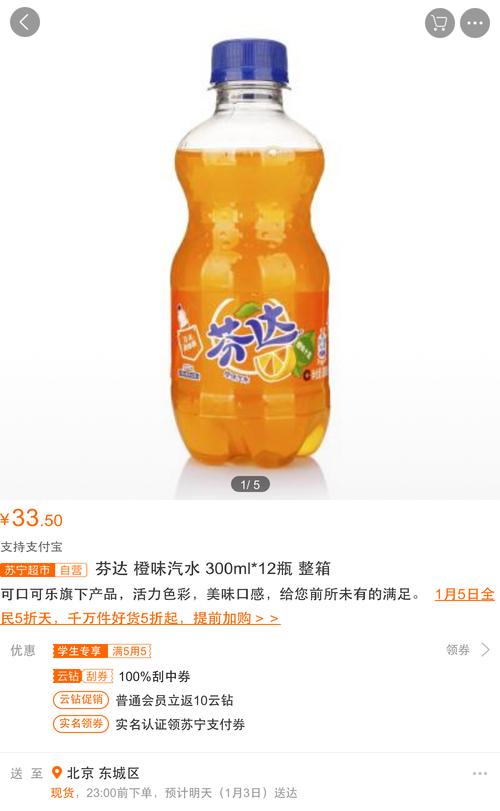 芬达
1/ 5
¥33.50
支持支付宝
苏宁超市 自营 芬达 橙味汽水 300ml*12瓶 整箱
可口可乐旗下产品，活力色彩，美味口感，给您前所未有的满足。 1月5日全
民5折天，千万件好货5折起，提前加购>>
优惠 学生专享 满5用5 领券
云钻 刮券 100%刮中券
云钻促销 普通会员立返10云钻
实名领券 实名认证领苏宁支付券
送 至 北京 东城区
现货，23:00前下单，预计明天（1月3日）送达